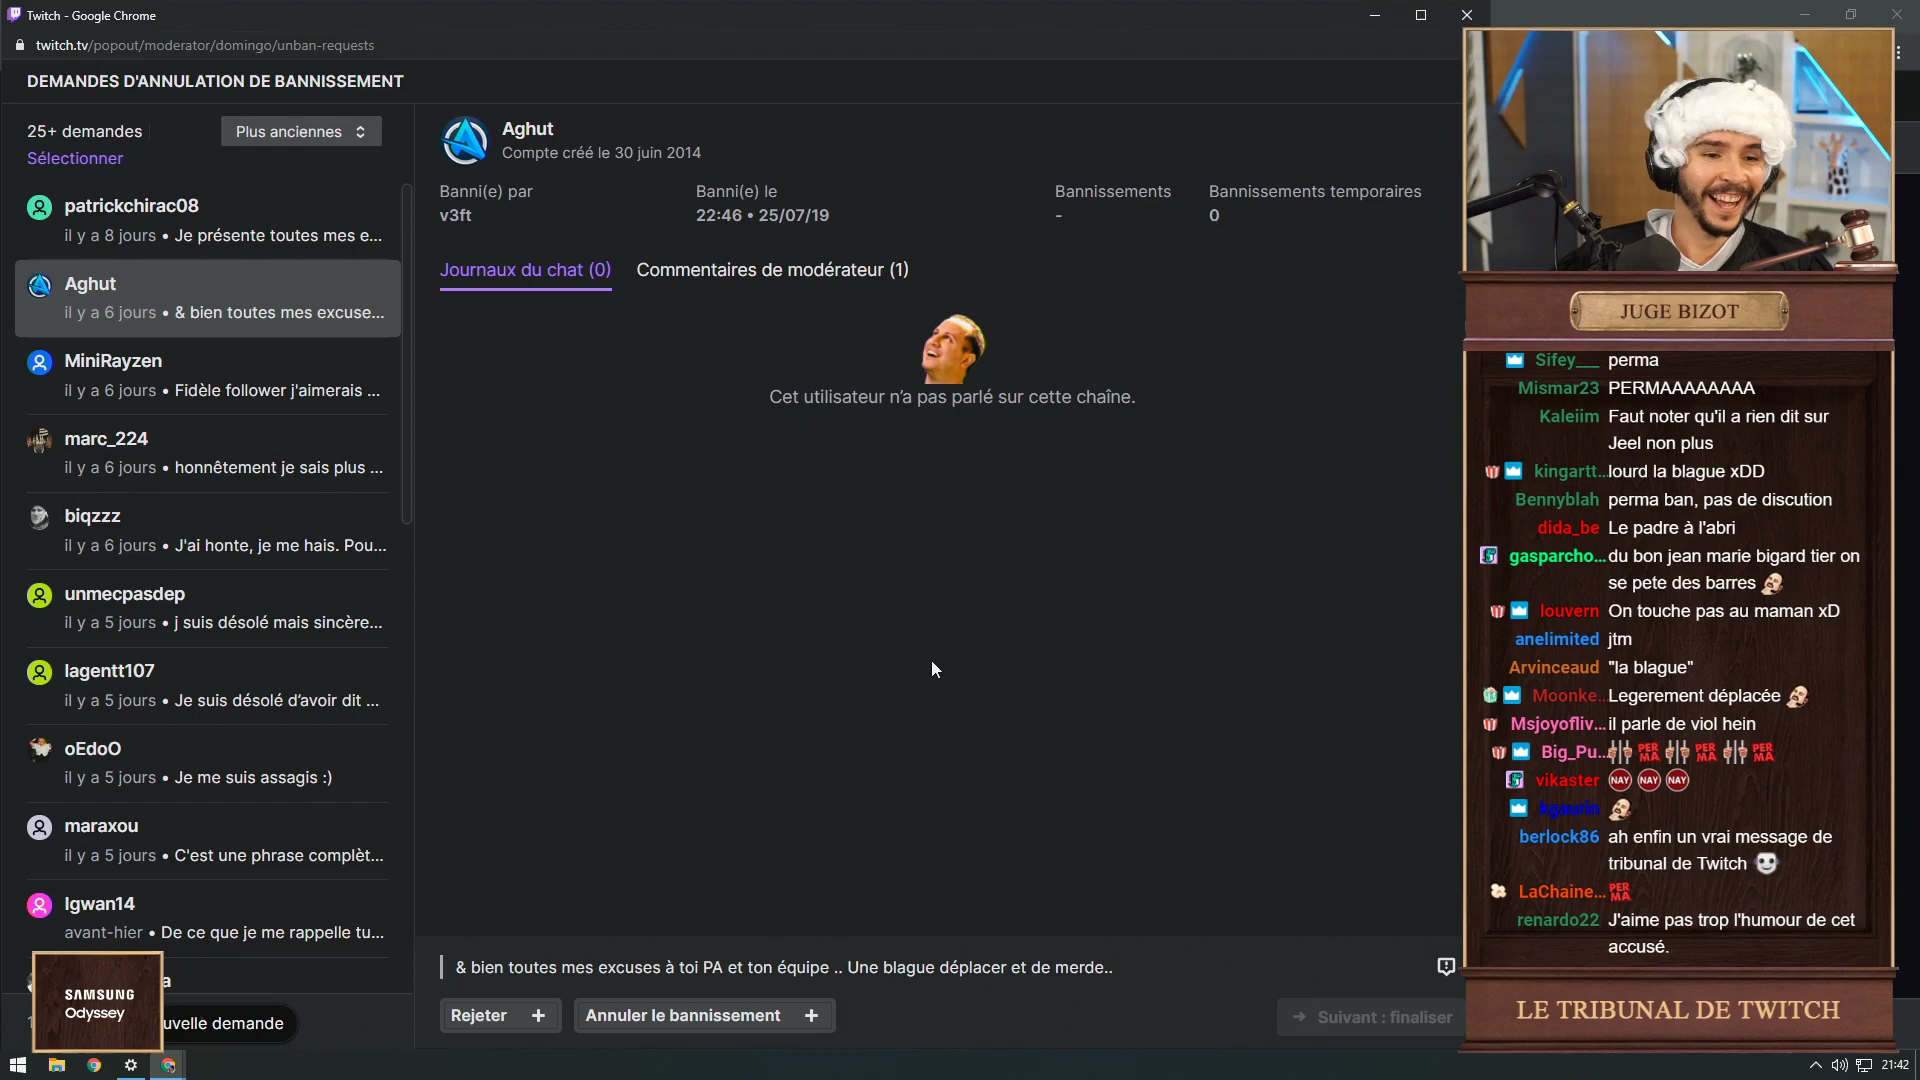 Twitch - Google Chrome
twitch.tv/popout/moderator/domingo/unban-requests
DEMANDES D'ANNULATION DE BANNISSEMENT
25+ demandes
Plus anciennes
Sélectionner
patrickchirac08
il y a 8 jours • Je présente toutes mes e...
Aghut
il y a 6 jours • & bien toutes mes excuse...
MiniRayzen
il y a 6 jours • Fidèle follower j'aimerais ...
marc_224
il y a 6 jours • honnêtement je sais plus ...
biqzzz
il y a 6 jours • J'ai honte, je me hais. Pou...
unmecpasdep
il y a 5 jours • j suis désolé mais sincère...
lagentt107
il y a 5 jours • Je suis désolé d'avoir dit ...
oEdoO
il y a 5 jours • Je me suis assagis :)
maraxou
il y a 5 jours • C'est une phrase complèt...
Igwan14
avant-hier • De ce que je me rappelle tu...
a
uvelle demande
SAMSUNG
Odyssey
Aghut
Compte créé le 30 juin 2014
Banni(e) par
v3ft
Banni(e) le
22:46 • 25/07/19
Bannissements
-
Bannissements temporaires
0
Journaux du chat (0)
Commentaires de modérateur (1)
Cet utilisateur n'a pas parlé sur cette chaîne.
& bien toutes mes excuses à toi PA et ton équipe .. Une blague déplacer et de merde..
Rejeter +
Annuler le bannissement +
→ Suivant : finaliser
JUGE BIZOT
Sifey___ perma
Mismar23 PERMAAAAAAAA
Kaleiim Faut noter qu'il a rien dit sur
Jeel non plus
kingartt... lourd la blague xDD
Bennyblah perma ban, pas de discution
dida_be Le padre à l'abri
gasparcho... du bon jean marie bigard tier on
se pete des barres
louvern On touche pas au maman xD
anelimited jtm
Arvinceaud "la blague"
Moonke... Legerement déplacée
Msjoyofliv... il parle de viol hein
Big_Pu... PERMA PERMA PERMA
vikaster NAY NAY NAY
kgaurin
berlock86 ah enfin un vrai message de
tribunal de Twitch
LaChaine... PERMA
renardo22 J'aime pas trop l'humour de cet
accusé.
LE TRIBUNAL DE TWITCH
21:42